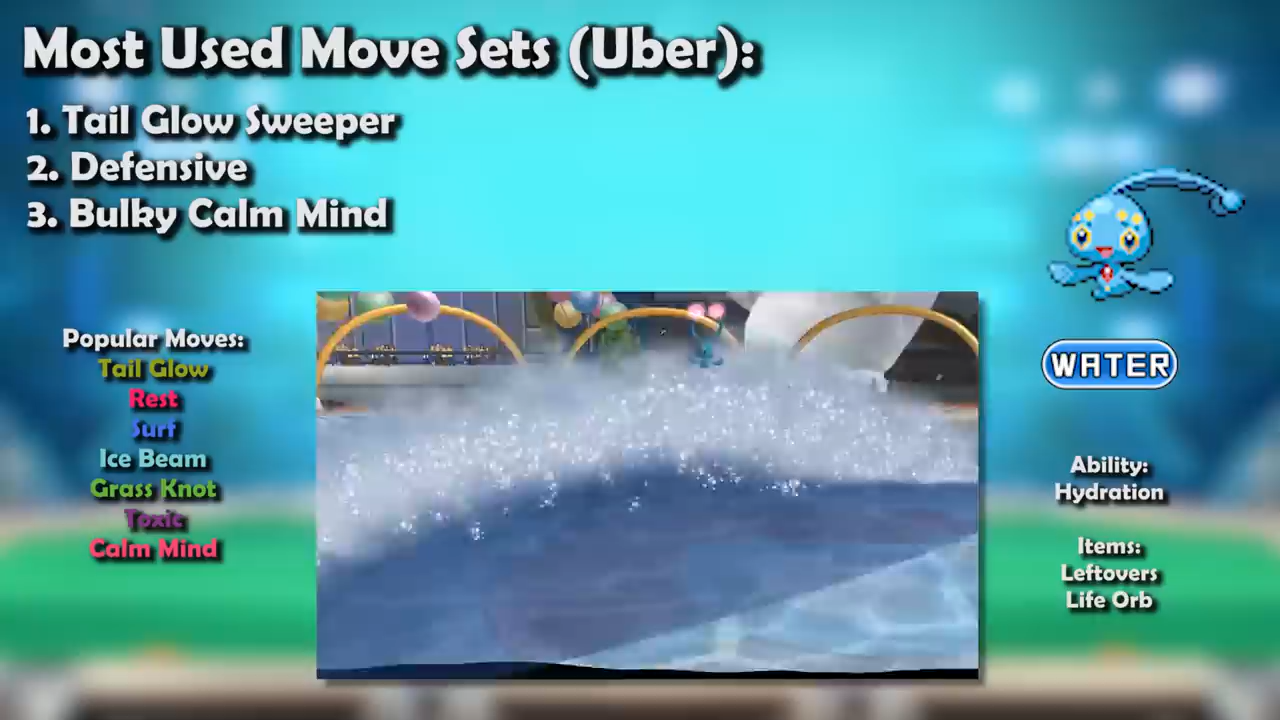 Most Used Move Sets (Uber):
1. Tail Glow Sweeper
2. Defensive
3. Bulky Calm Mind
Popular Moves:
Tail Glow
Rest
Surf
Ice Beam
Grass Knot
Toxic
Calm Mind
WATER
Ability:
Hydration
Items:
Leftovers
Life Orb